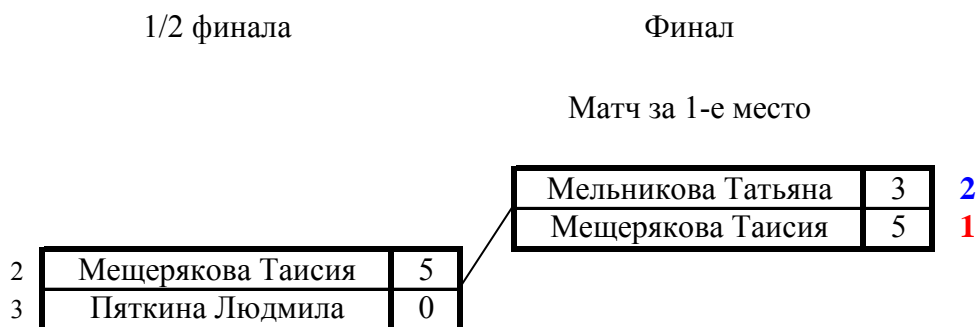 1/2 финала Финал
Матч за 1-е место
Мельникова Татьяна 3 2
Мещерякова Таисия 5 1
2 Мещерякова Таисия 5
3 Пяткина Людмила 0